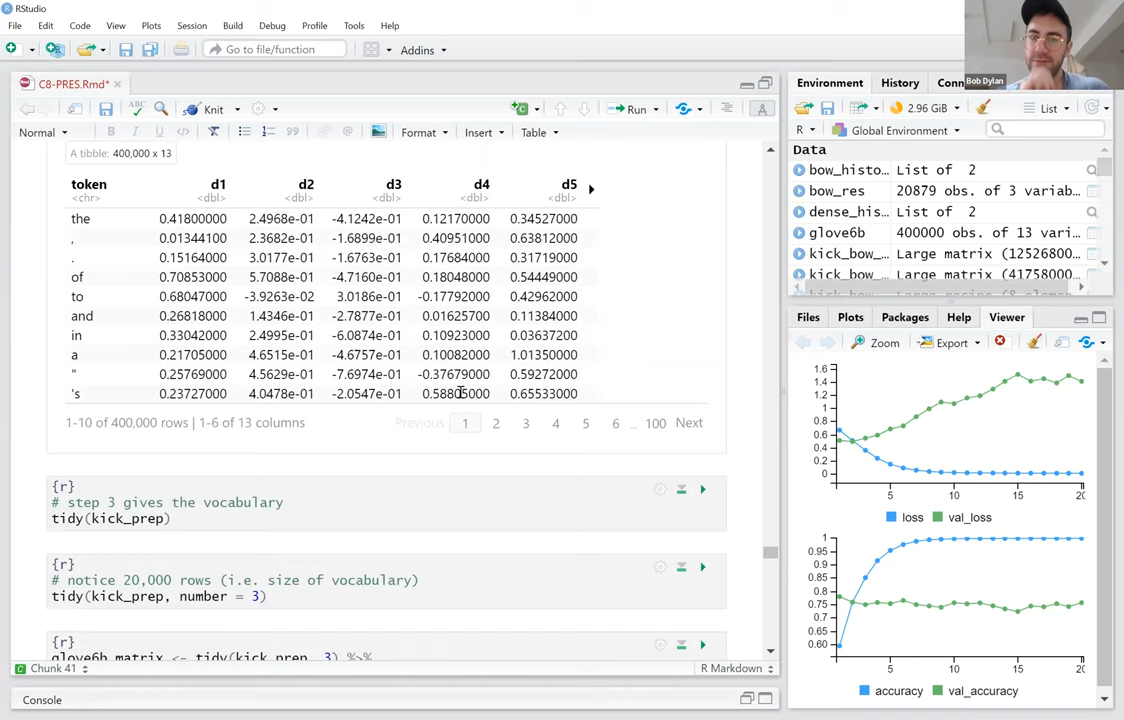 RStudio
File Edit Code View Plots Session Build Debug Profile Tools Help
Go to file/function Addins
C8-PRES.Rmd*
ABC Knit Run
Normal B I U Format Insert Table
A tibble: 400,000 x 13
token d1 d2 d3 d4 d5
<chr> <dbl> <dbl> <dbl> <dbl> <dbl>
the 0.41800000 2.4968e-01 -4.1242e-01 0.12170000 0.34527000
, 0.01344100 2.3682e-01 -1.6899e-01 0.40951000 0.63812000
. 0.15164000 3.0177e-01 -1.6763e-01 0.17684000 0.31719000
of 0.70853000 5.7088e-01 -4.7160e-01 0.18048000 0.54449000
to 0.68047000 -3.9263e-02 3.0186e-01 -0.17792000 0.42962000
and 0.26818000 1.4346e-01 -2.7877e-01 0.01625700 0.11384000
in 0.33042000 2.4995e-01 -6.0874e-01 0.10923000 0.03637200
a 0.21705000 4.6515e-01 -4.6757e-01 0.10082000 1.01350000
" 0.25769000 4.5629e-01 -7.6974e-01 -0.37679000 0.59272000
's 0.23727000 4.0478e-01 -2.0547e-01 0.58805000 0.65533000
1-10 of 400,000 rows | 1-6 of 13 columns Previous 1 2 3 4 5 6 ... 100 Next
{r}
# step 3 gives the vocabulary
tidy(kick_prep)
{r}
# notice 20,000 rows (i.e. size of vocabulary)
tidy(kick_prep, number = 3)
{r}
glove6b_matrix <- tidy(kick_prep, 3) %>%
Chunk 41 R Markdown
Console
Bob Dylan
Environment History Conn
2.96 GiB List
R Global Environment
Data
bow_histo... List of 2
bow_res 20879 obs. of 3 variab...
dense_his... List of 2
glove6b 400000 obs. of 13 vari...
kick_bow_... Large matrix (12526800...
kick_bow_... Large matrix (41758000...
Files Plots Packages Help Viewer
Zoom Export
1.6
1.4
1.2
1
0.8
0.6
0.4
0.2
0
5 10 15 20
loss val_loss
1
0.95
0.9
0.85
0.8
0.75
0.7
0.65
0.60
5 10 15 20
accuracy val_accuracy